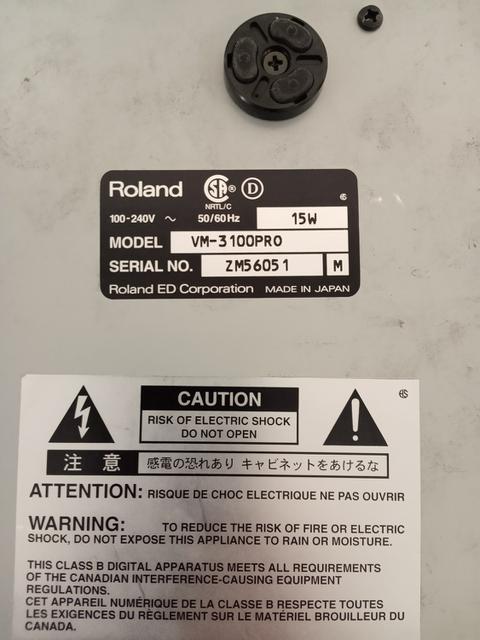 Roland
NRTL/C
100-240V ~ 50/60Hz 15W
MODEL VM-3100PRO
SERIAL NO. ZM56051 M
Roland ED Corporation MADE IN JAPAN
CAUTION
RISK OF ELECTRIC SHOCK
DO NOT OPEN
注 意 感電の恐れあり キャビネットをあけるな
ATTENTION: RISQUE DE CHOC ELECTRIQUE NE PAS OUVRIR
WARNING: TO REDUCE THE RISK OF FIRE OR ELECTRIC
SHOCK, DO NOT EXPOSE THIS APPLIANCE TO RAIN OR MOISTURE.
THIS CLASS B DIGITAL APPARATUS MEETS ALL REQUIREMENTS
OF THE CANADIAN INTERFERENCE-CAUSING EQUIPMENT
REGULATIONS.
CET APPAREIL NUMÉRIQUE DE LA CLASSE B RESPECTE TOUTES
LES EXIGENCES DU RÈGLEMENT SUR LE MATÉRIEL BROUILLEUR DU
CANADA.